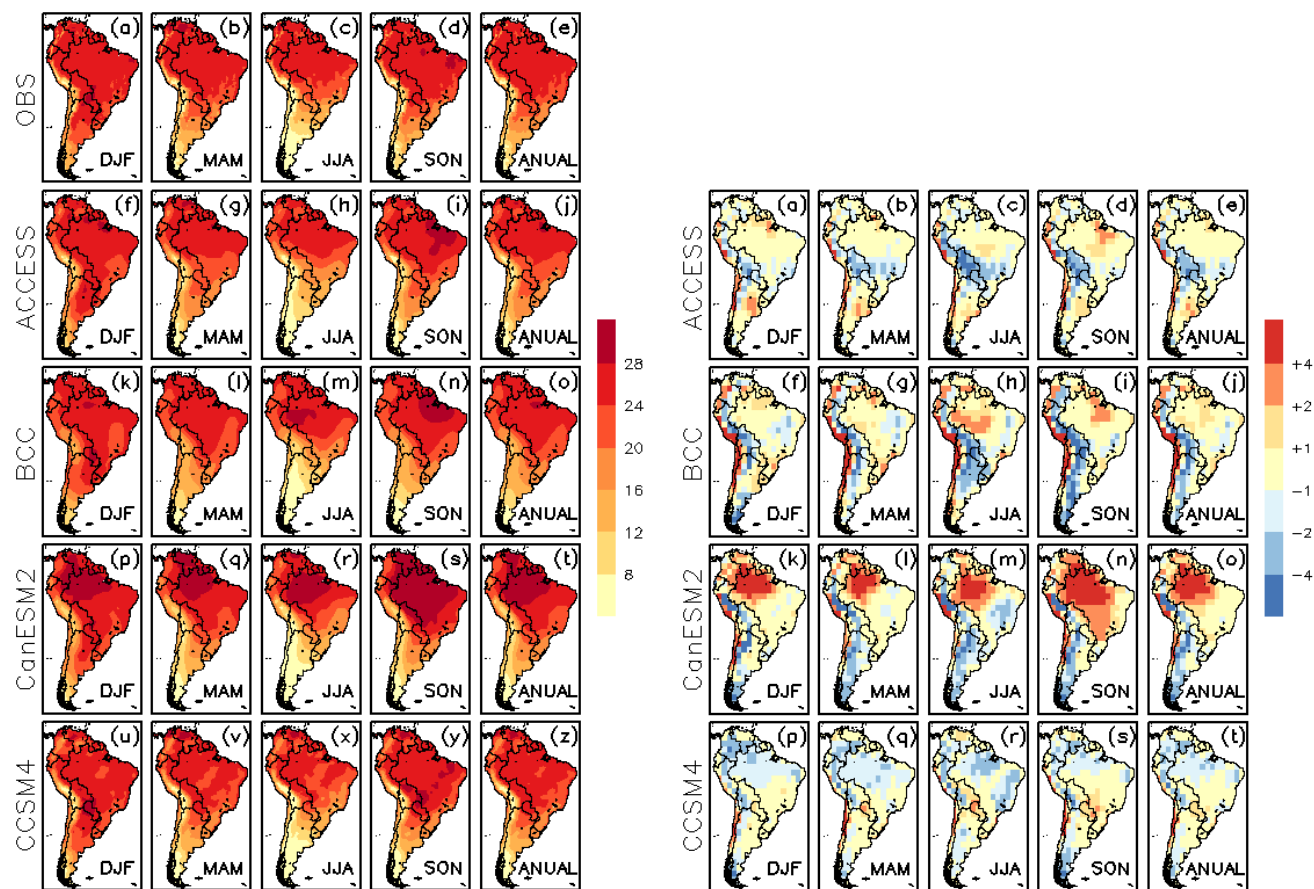 (a) (b) (c) (d) (e)
OBS
DJF MAM JJA SON ANUAL
(f) (g) (h) (i) (j)
ACCESS
DJF MAM JJA SON ANUAL
(k) (l) (m) (n) (o)
BCC
DJF MAM JJA SON ANUAL
(p) (q) (r) (s) (t)
CanESM2
DJF MAM JJA SON ANUAL
(u) (v) (x) (y) (z)
CCSM4
DJF MAM JJA SON ANUAL
28
24
20
16
12
8
(a) (b) (c) (d) (e)
ACCESS
DJF MAM JJA SON ANUAL
(f) (g) (h) (i) (j)
BCC
DJF MAM JJA SON ANUAL
(k) (l) (m) (n) (o)
CanESM2
DJF MAM JJA SON ANUAL
(p) (q) (r) (s) (t)
CCSM4
DJF MAM JJA SON ANUAL
+4
+2
+1
-1
-2
-4